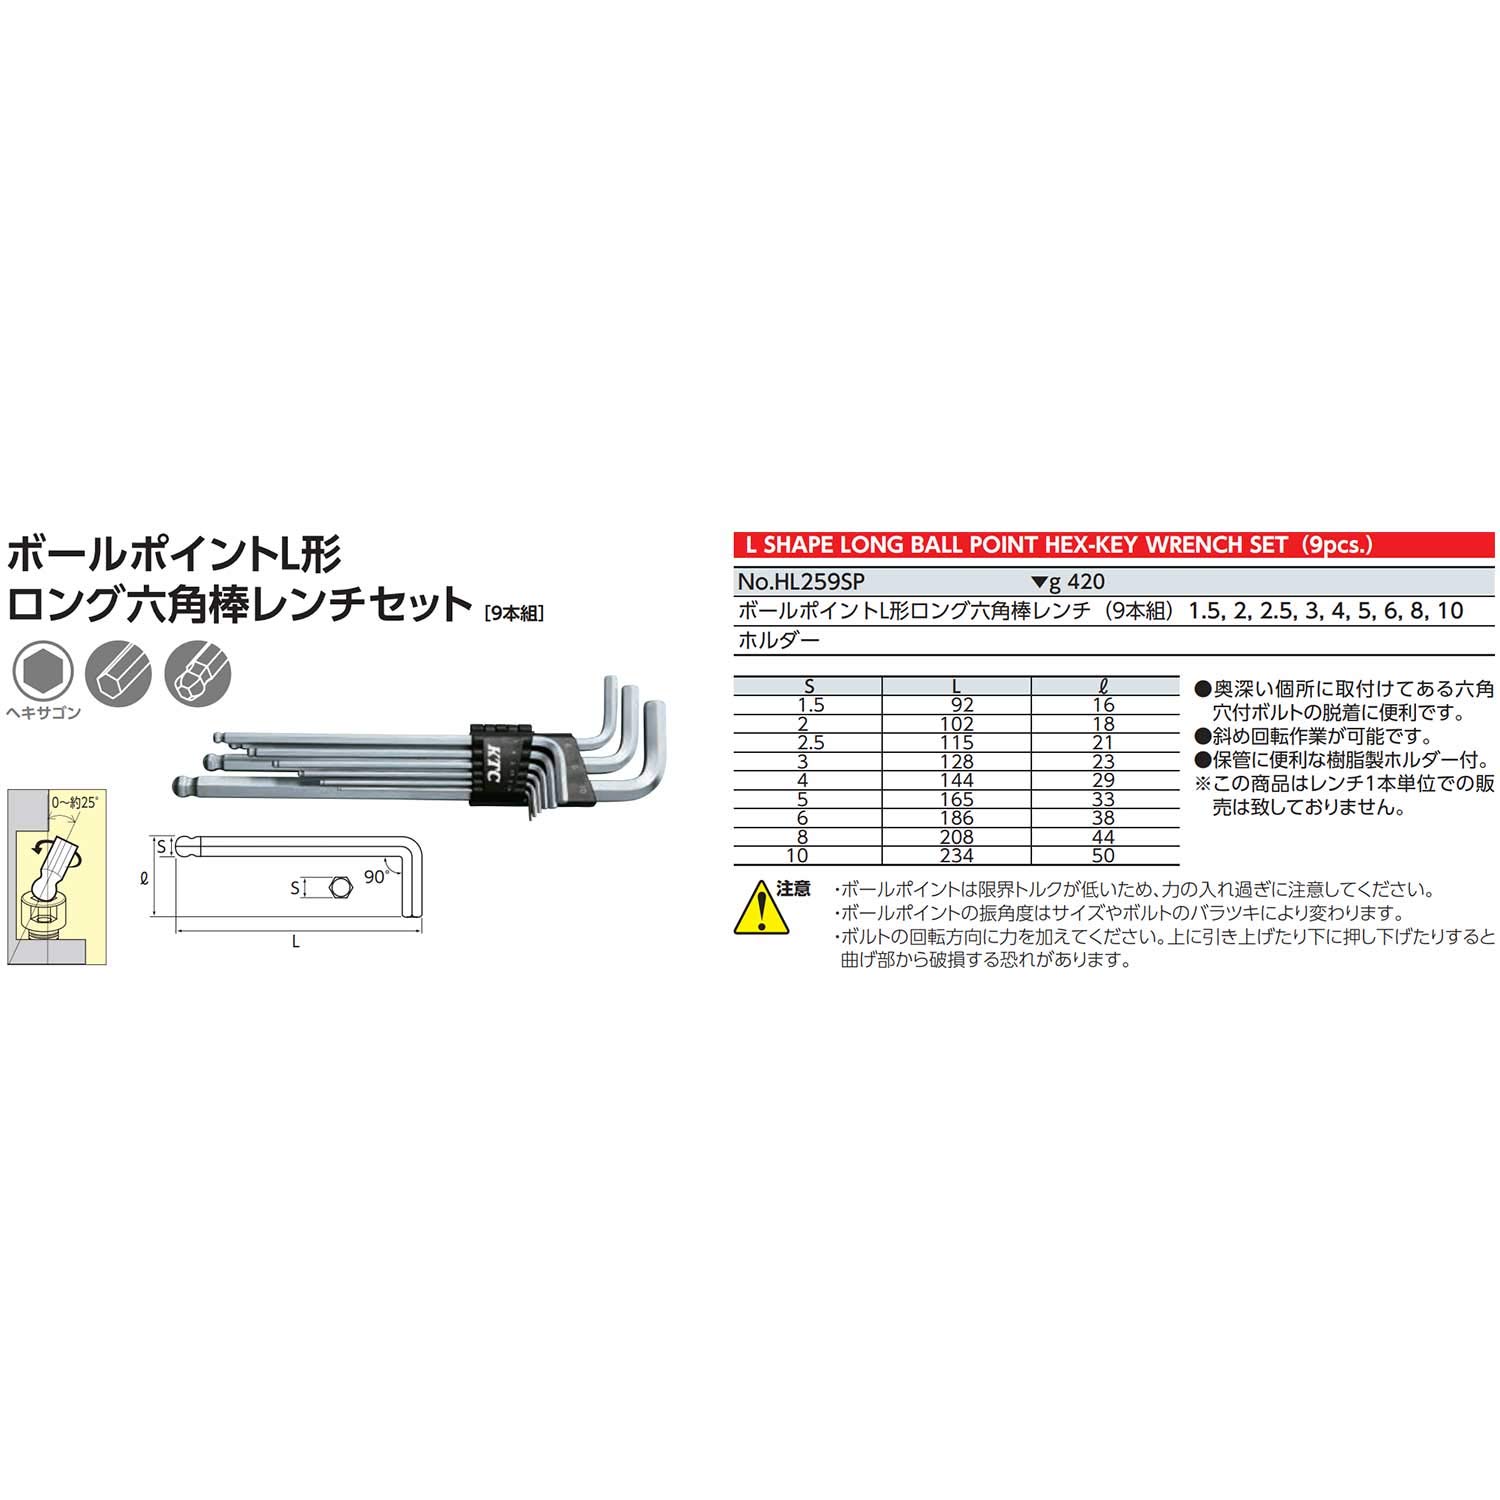 ボールポイントL形
ロング六角棒レンチセット [9本組]
ヘキサゴン
KTC
0〜約25°
S
ℓ
S
90°
L
L SHAPE LONG BALL POINT HEX-KEY WRENCH SET (9pcs.)
No.HL259SP ▼g 420
ボールポイントL形ロング六角棒レンチ（9本組） 1.5, 2, 2.5, 3, 4, 5, 6, 8, 10
ホルダー
S L ℓ
1.5 92 16
2 102 18
2.5 115 21
3 128 23
4 144 29
5 165 33
6 186 38
8 208 44
10 234 50
●奥深い個所に取付けてある六角
穴付ボルトの脱着に便利です。
●斜め回転作業が可能です。
●保管に便利な樹脂製ホルダー付。
※この商品はレンチ1本単位での販
売は致しておりません。
注意
・ボールポイントは限界トルクが低いため、力の入れ過ぎに注意してください。
・ボールポイントの振角度はサイズやボルトのバラツキにより変わります。
・ボルトの回転方向に力を加えてください。上に引き上げたり下に押し下げたりすると
曲げ部から破損する恐れがあります。